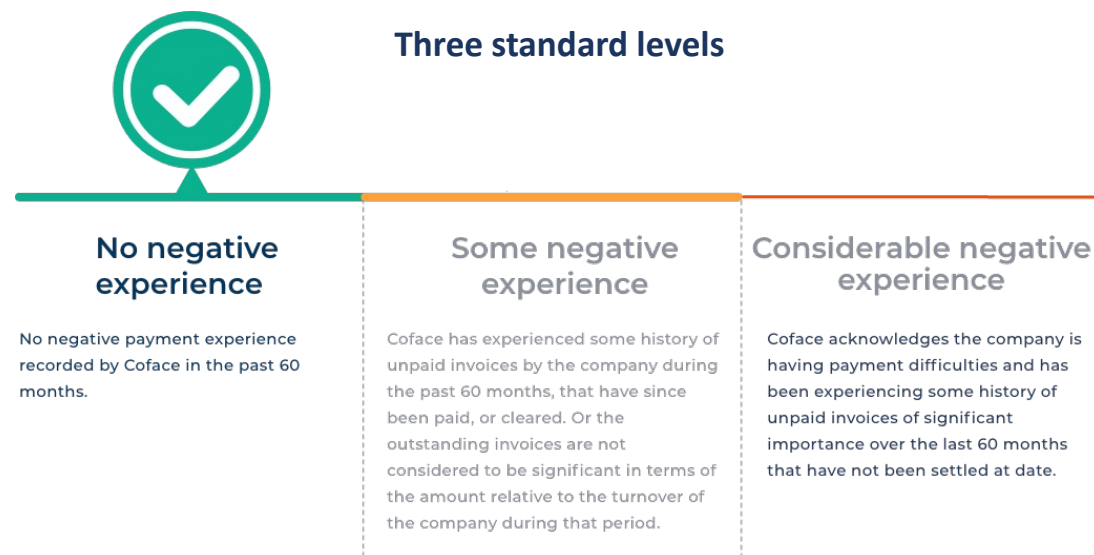 Three standard levels
No negative
experience
No negative payment experience
recorded by Coface in the past 60
months.
Some negative
experience
Coface has experienced some history of
unpaid invoices by the company during
the past 60 months, that have since
been paid, or cleared. Or the
outstanding invoices are not
considered to be significant in terms of
the amount relative to the turnover of
the company during that period.
Considerable negative
experience
Coface acknowledges the company is
having payment difficulties and has
been experiencing some history of
unpaid invoices of significant
importance over the last 60 months
that have not been settled at date.